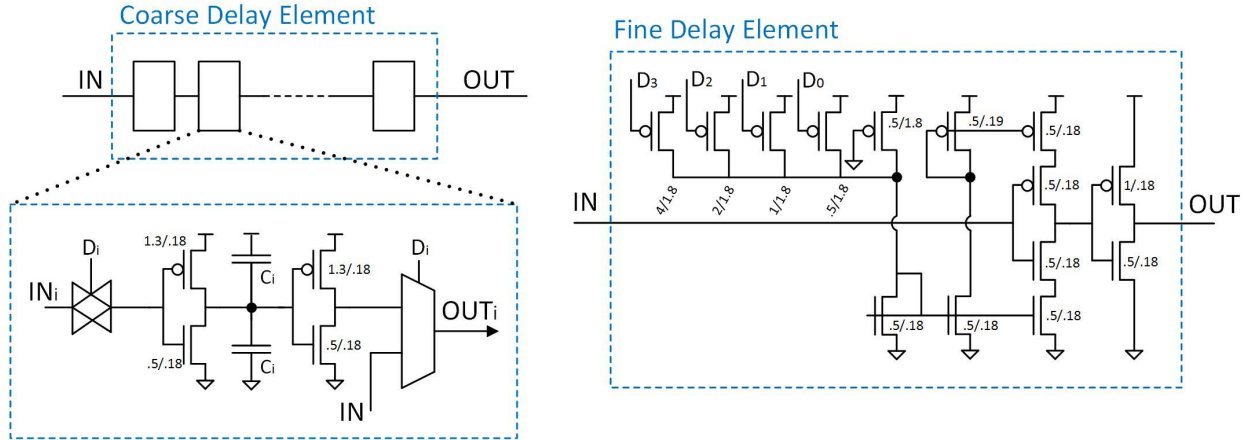 Coarse Delay Element
IN
OUT
Di
1.3/.18
INi
.5/.18
Ci
Ci
1.3/.18
.5/.18
Di
OUTi
IN
Fine Delay Element
D3
D2
D1
D0
.5/1.8
.5/.19
.5/.18
4/1.8
2/1.8
1/1.8
.5/1.8
.5/.18
1/.18
IN
OUT
.5/.18
.5/.18
.5/.18
.5/.18
.5/.18